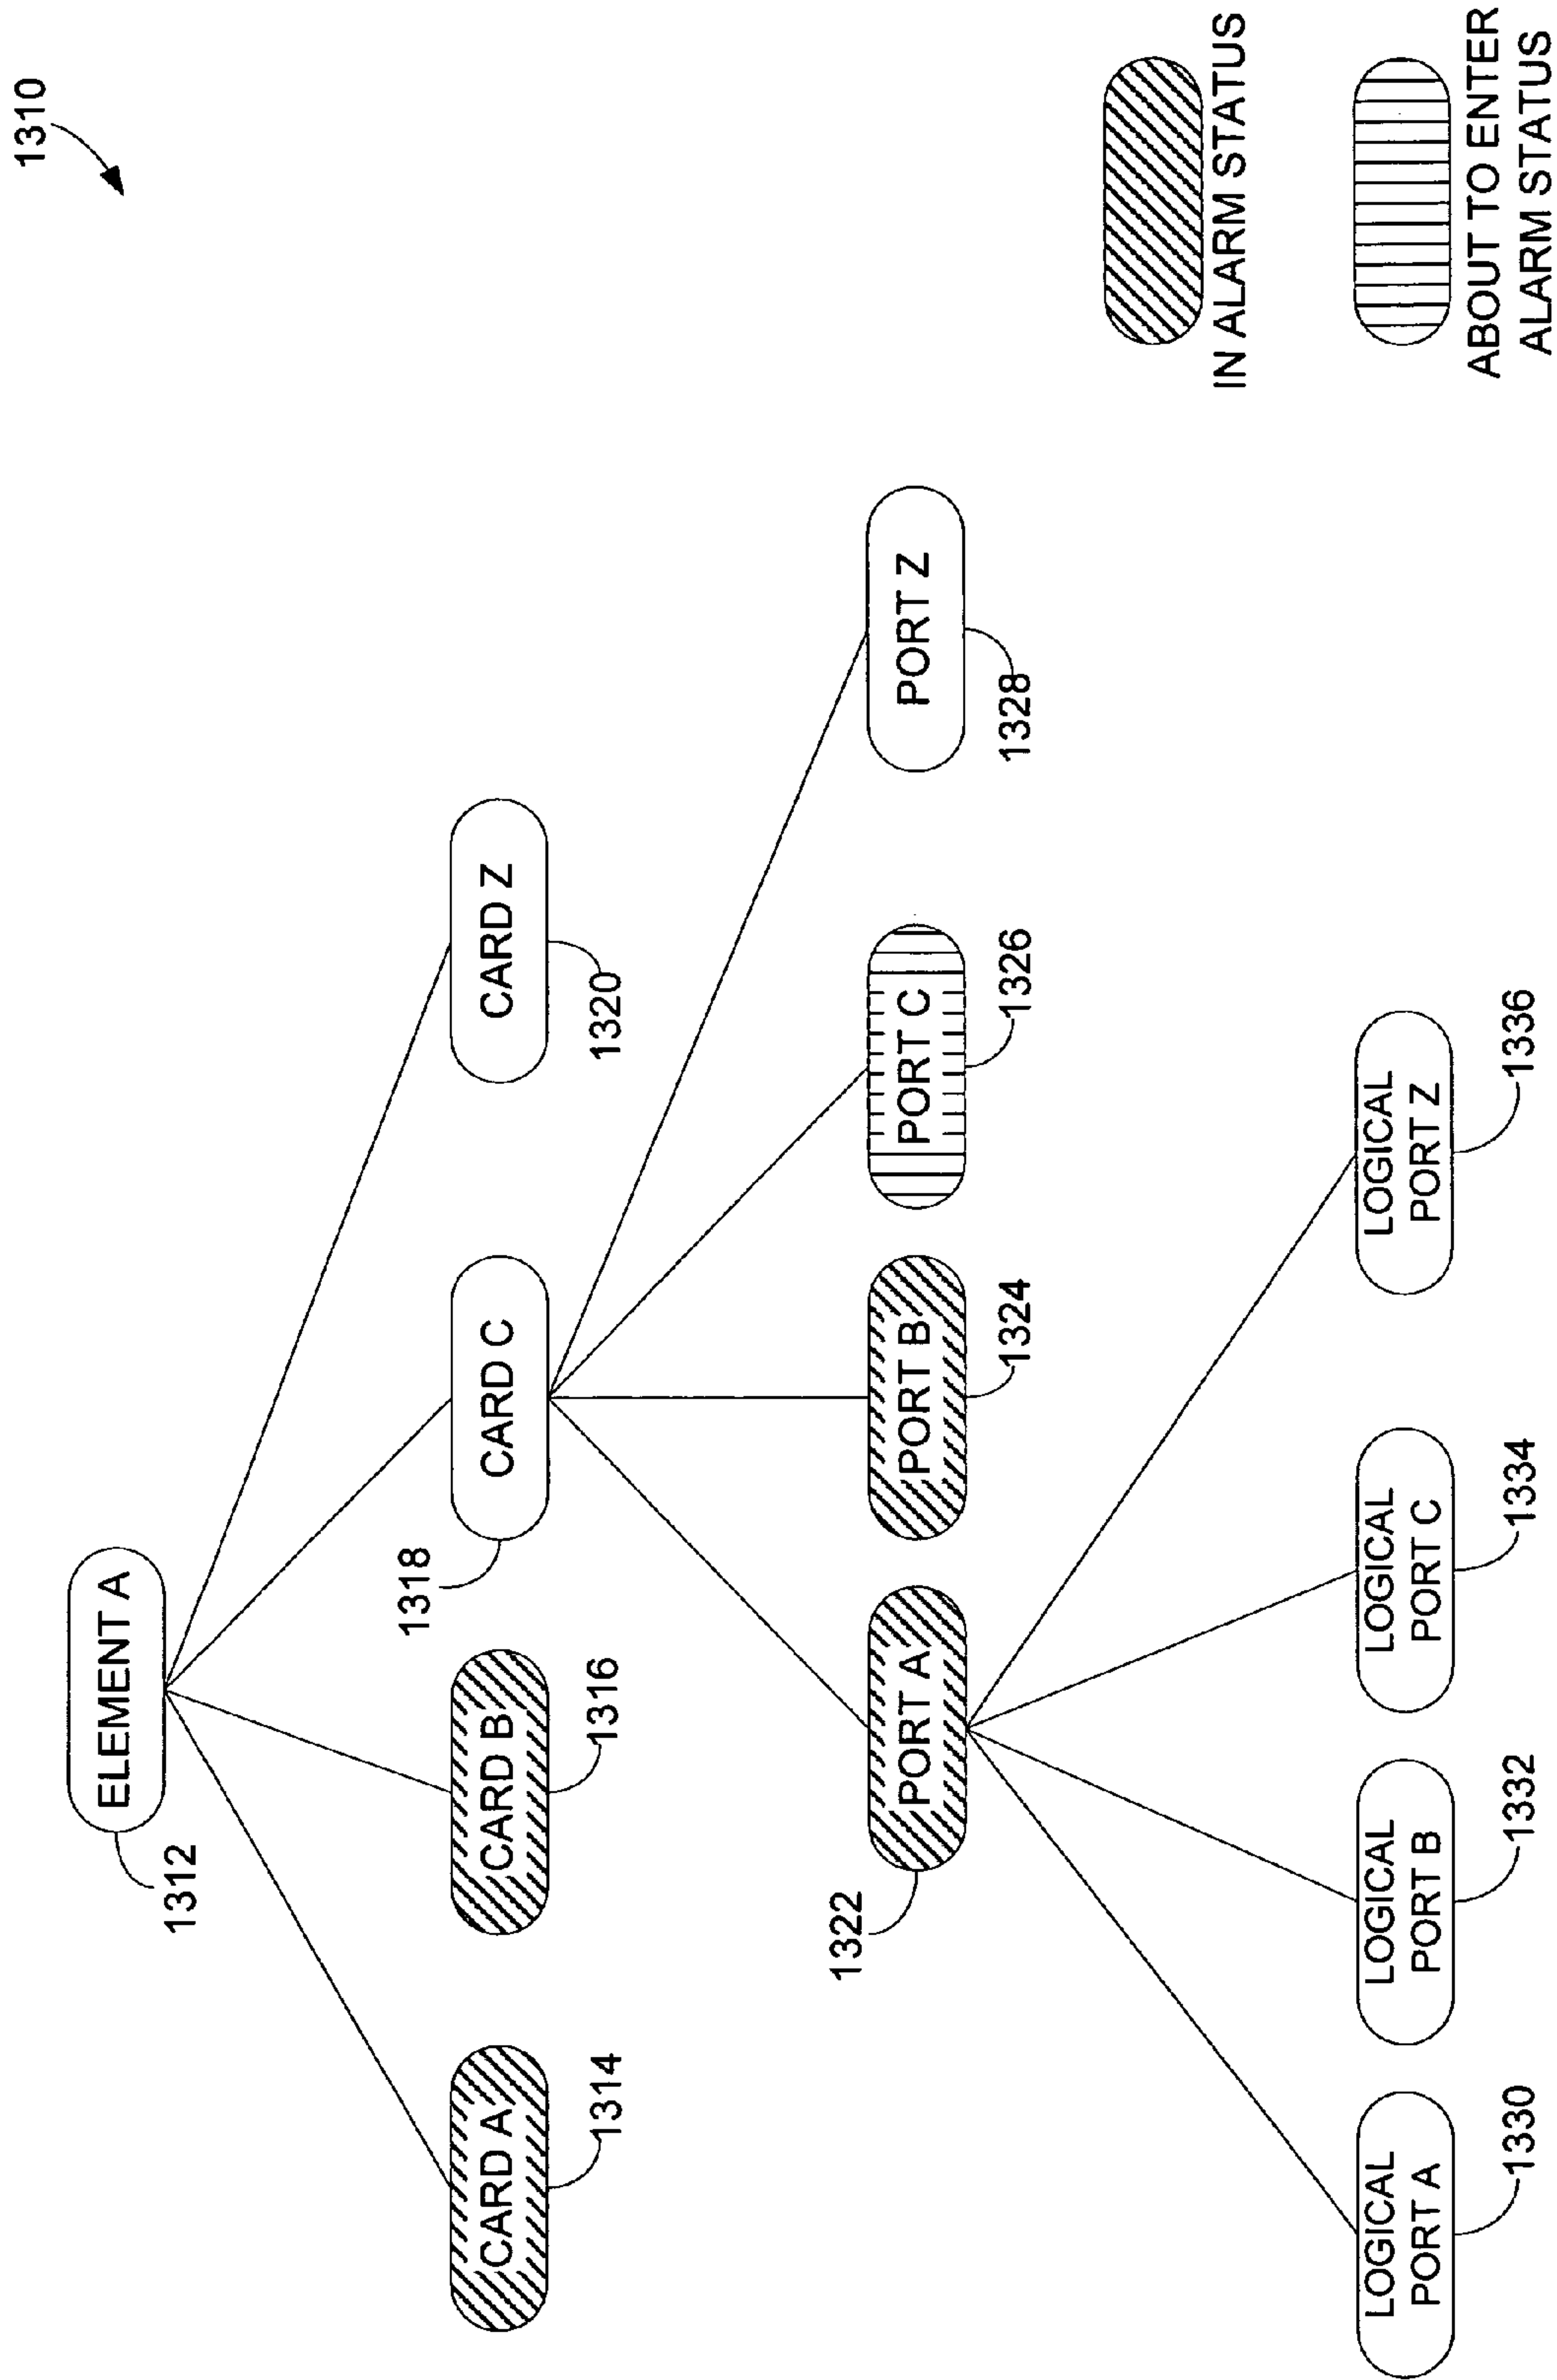 1310
ELEMENT A
1312
CARD A
CARD B
CARD C
CARD Z
1314
1316
1318
1320
PORT A
PORT B
PORT C
PORT Z
1322
1324
1326
1328
LOGICAL
PORT A
LOGICAL
PORT B
LOGICAL
PORT C
LOGICAL
PORT Z
1330
1332
1334
1336
IN ALARM STATUS
ABOUT TO ENTER
ALARM STATUS